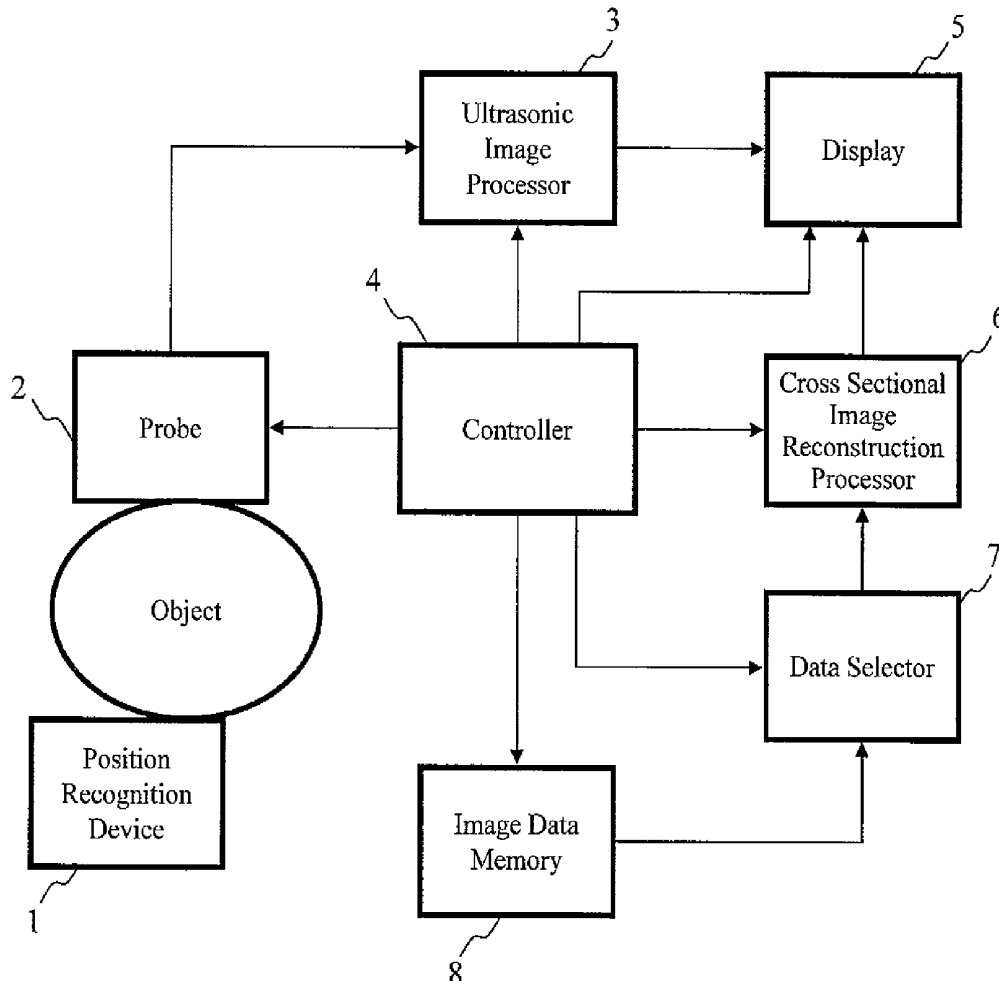 3
5
Ultrasonic
Image
Processor
Display
4
6
2
Probe
Controller
Cross Sectional
Image
Reconstruction
Processor
7
Object
Data Selector
Position
Recognition
Device
Image Data
Memory
1
8